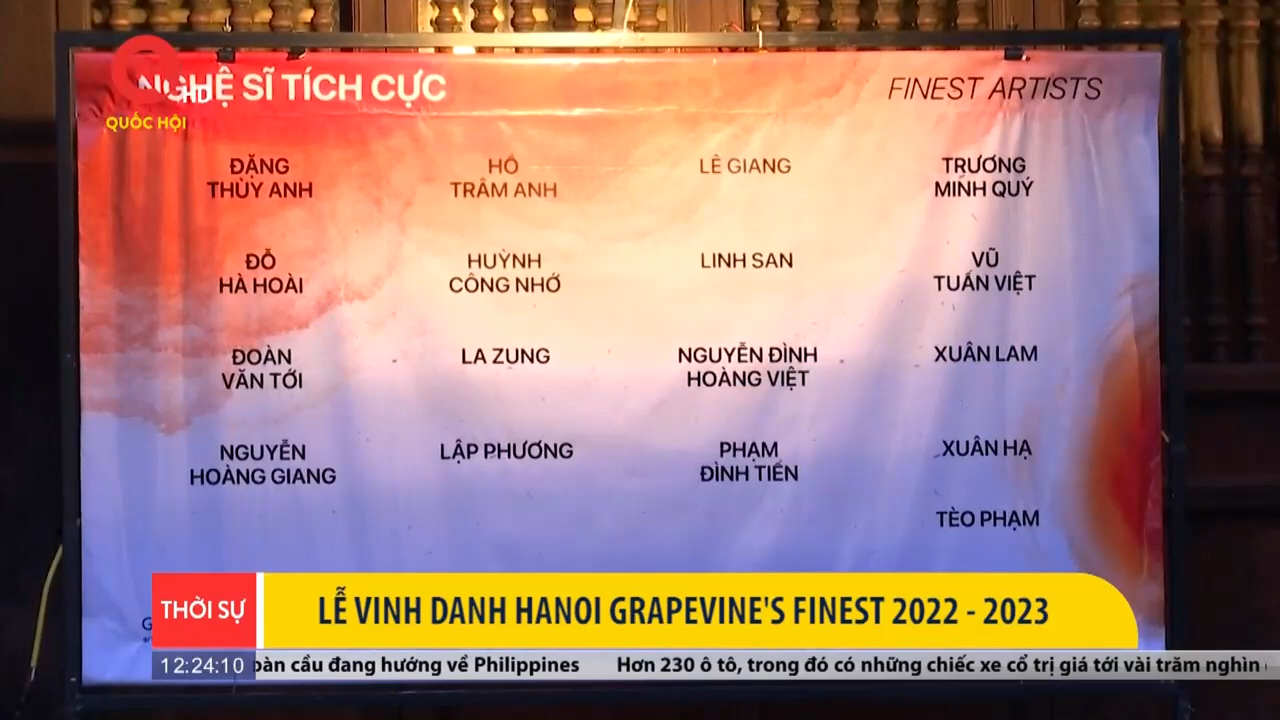 NGHỆ SĨ TÍCH CỰC
FINEST ARTISTS
HD
QUỐC HỘI
ĐẶNG
THÙY ANH
HỒ
TRÂM ANH
LÊ GIANG
TRƯƠNG
MINH QUÝ
ĐỖ
HÀ HOÀI
HUỲNH
CÔNG NHỚ
LINH SAN
VŨ
TUẤN VIỆT
ĐOÀN
VĂN TỚI
LA ZUNG
NGUYỄN ĐÌNH
HOÀNG VIỆT
XUÂN LAM
NGUYỄN
HOÀNG GIANG
LẬP PHƯƠNG
PHẠM
ĐÌNH TIẾN
XUÂN HẠ
TÈO PHẠM
THỜI SỰ
LỄ VINH DANH HANOI GRAPEVINE'S FINEST 2022 - 2023
12:24:10
cầu đang hướng về Philippines
Hơn 230 ô tô, trong đó có những chiếc xe cổ trị giá tới vài trăm nghìn